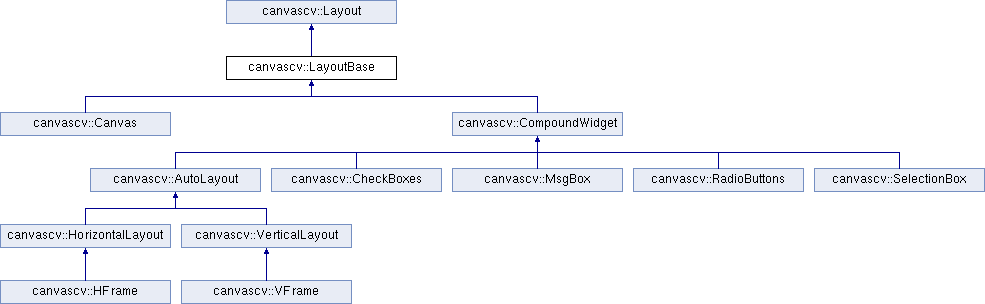 canvascv::Layout
canvascv::LayoutBase
canvascv::Canvas
canvascv::CompoundWidget
canvascv::AutoLayout
canvascv::CheckBoxes
canvascv::MsgBox
canvascv::RadioButtons
canvascv::SelectionBox
canvascv::HorizontalLayout
canvascv::VerticalLayout
canvascv::HFrame
canvascv::VFrame